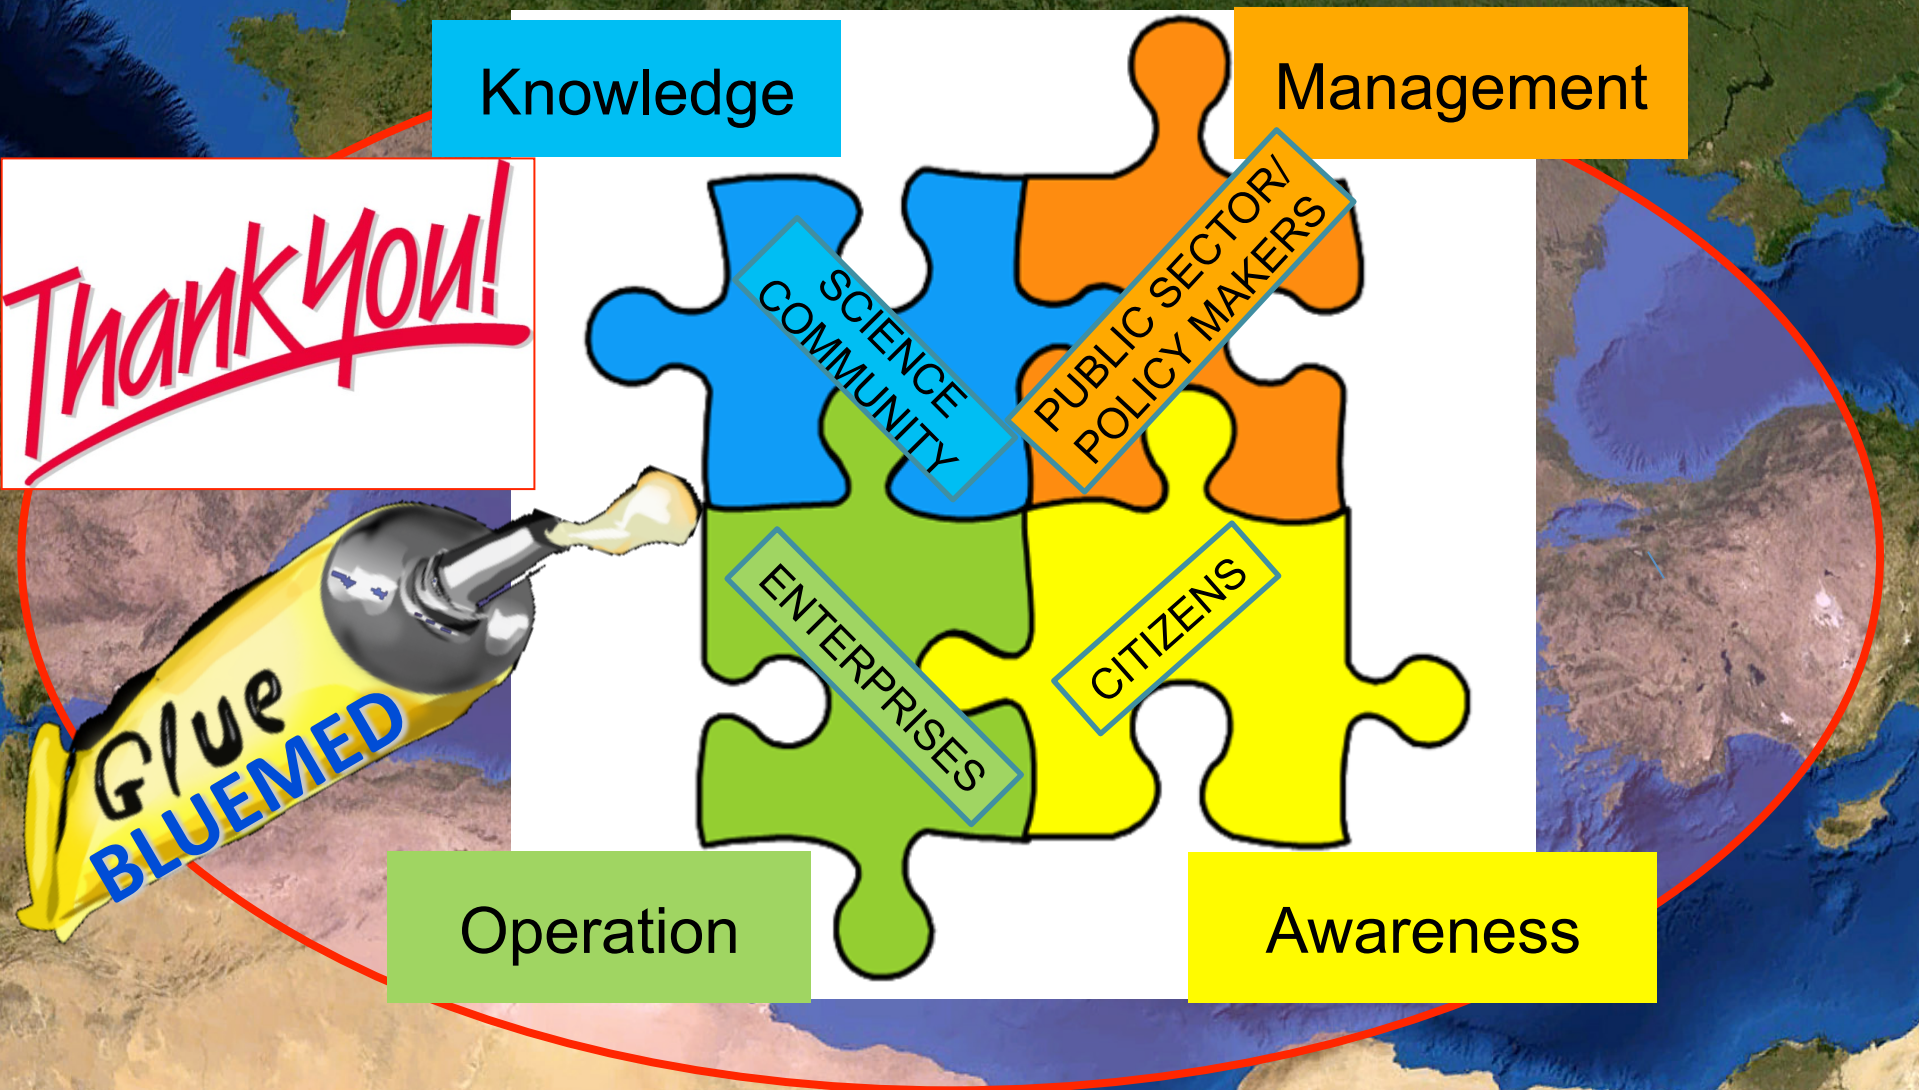 Knowledge
Management
Thank You!
SCIENCE
COMMUNITY
PUBLIC SECTOR/
POLICY MAKERS
Glue
BLUEMED
ENTERPRISES
CITIZENS
Operation
Awareness